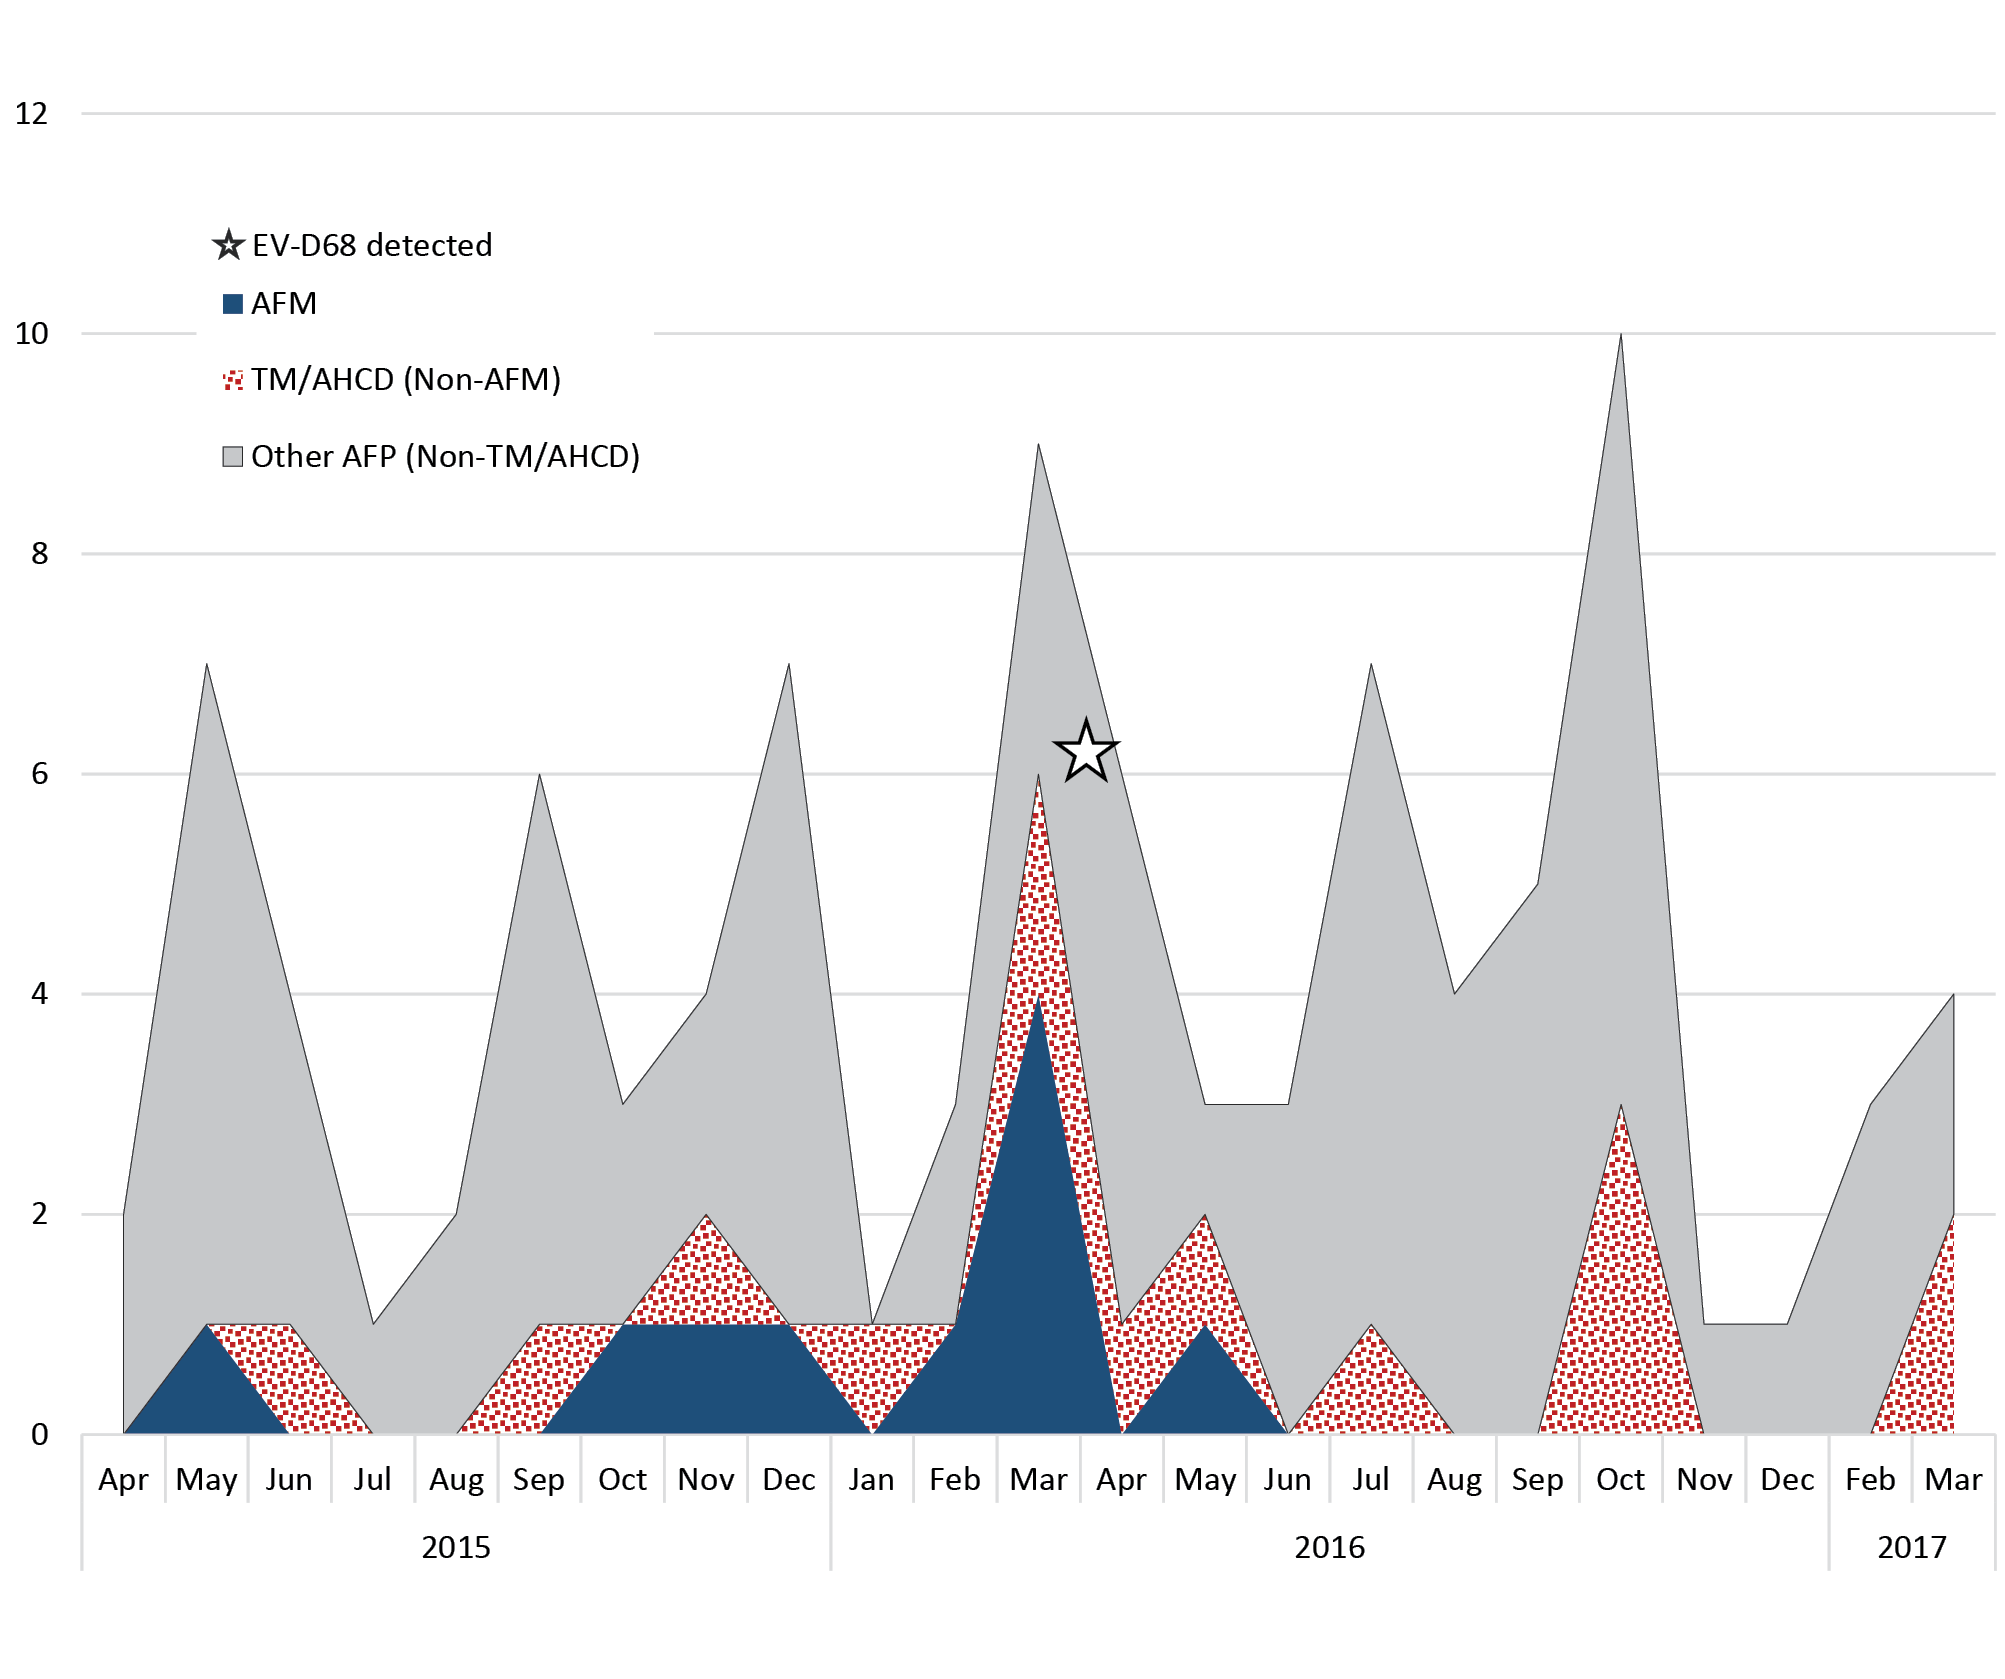 12
EV-D68 detected
AFM
10
TM/AHCD (Non-AFM)
Other AFP (Non-TM/AHCD)
8
6
4
2
0
Apr May Jun Jul Aug Sep Oct Nov Dec Jan Feb Mar Apr May Jun Jul Aug Sep Oct Nov Dec Feb Mar
2015 2016 2017